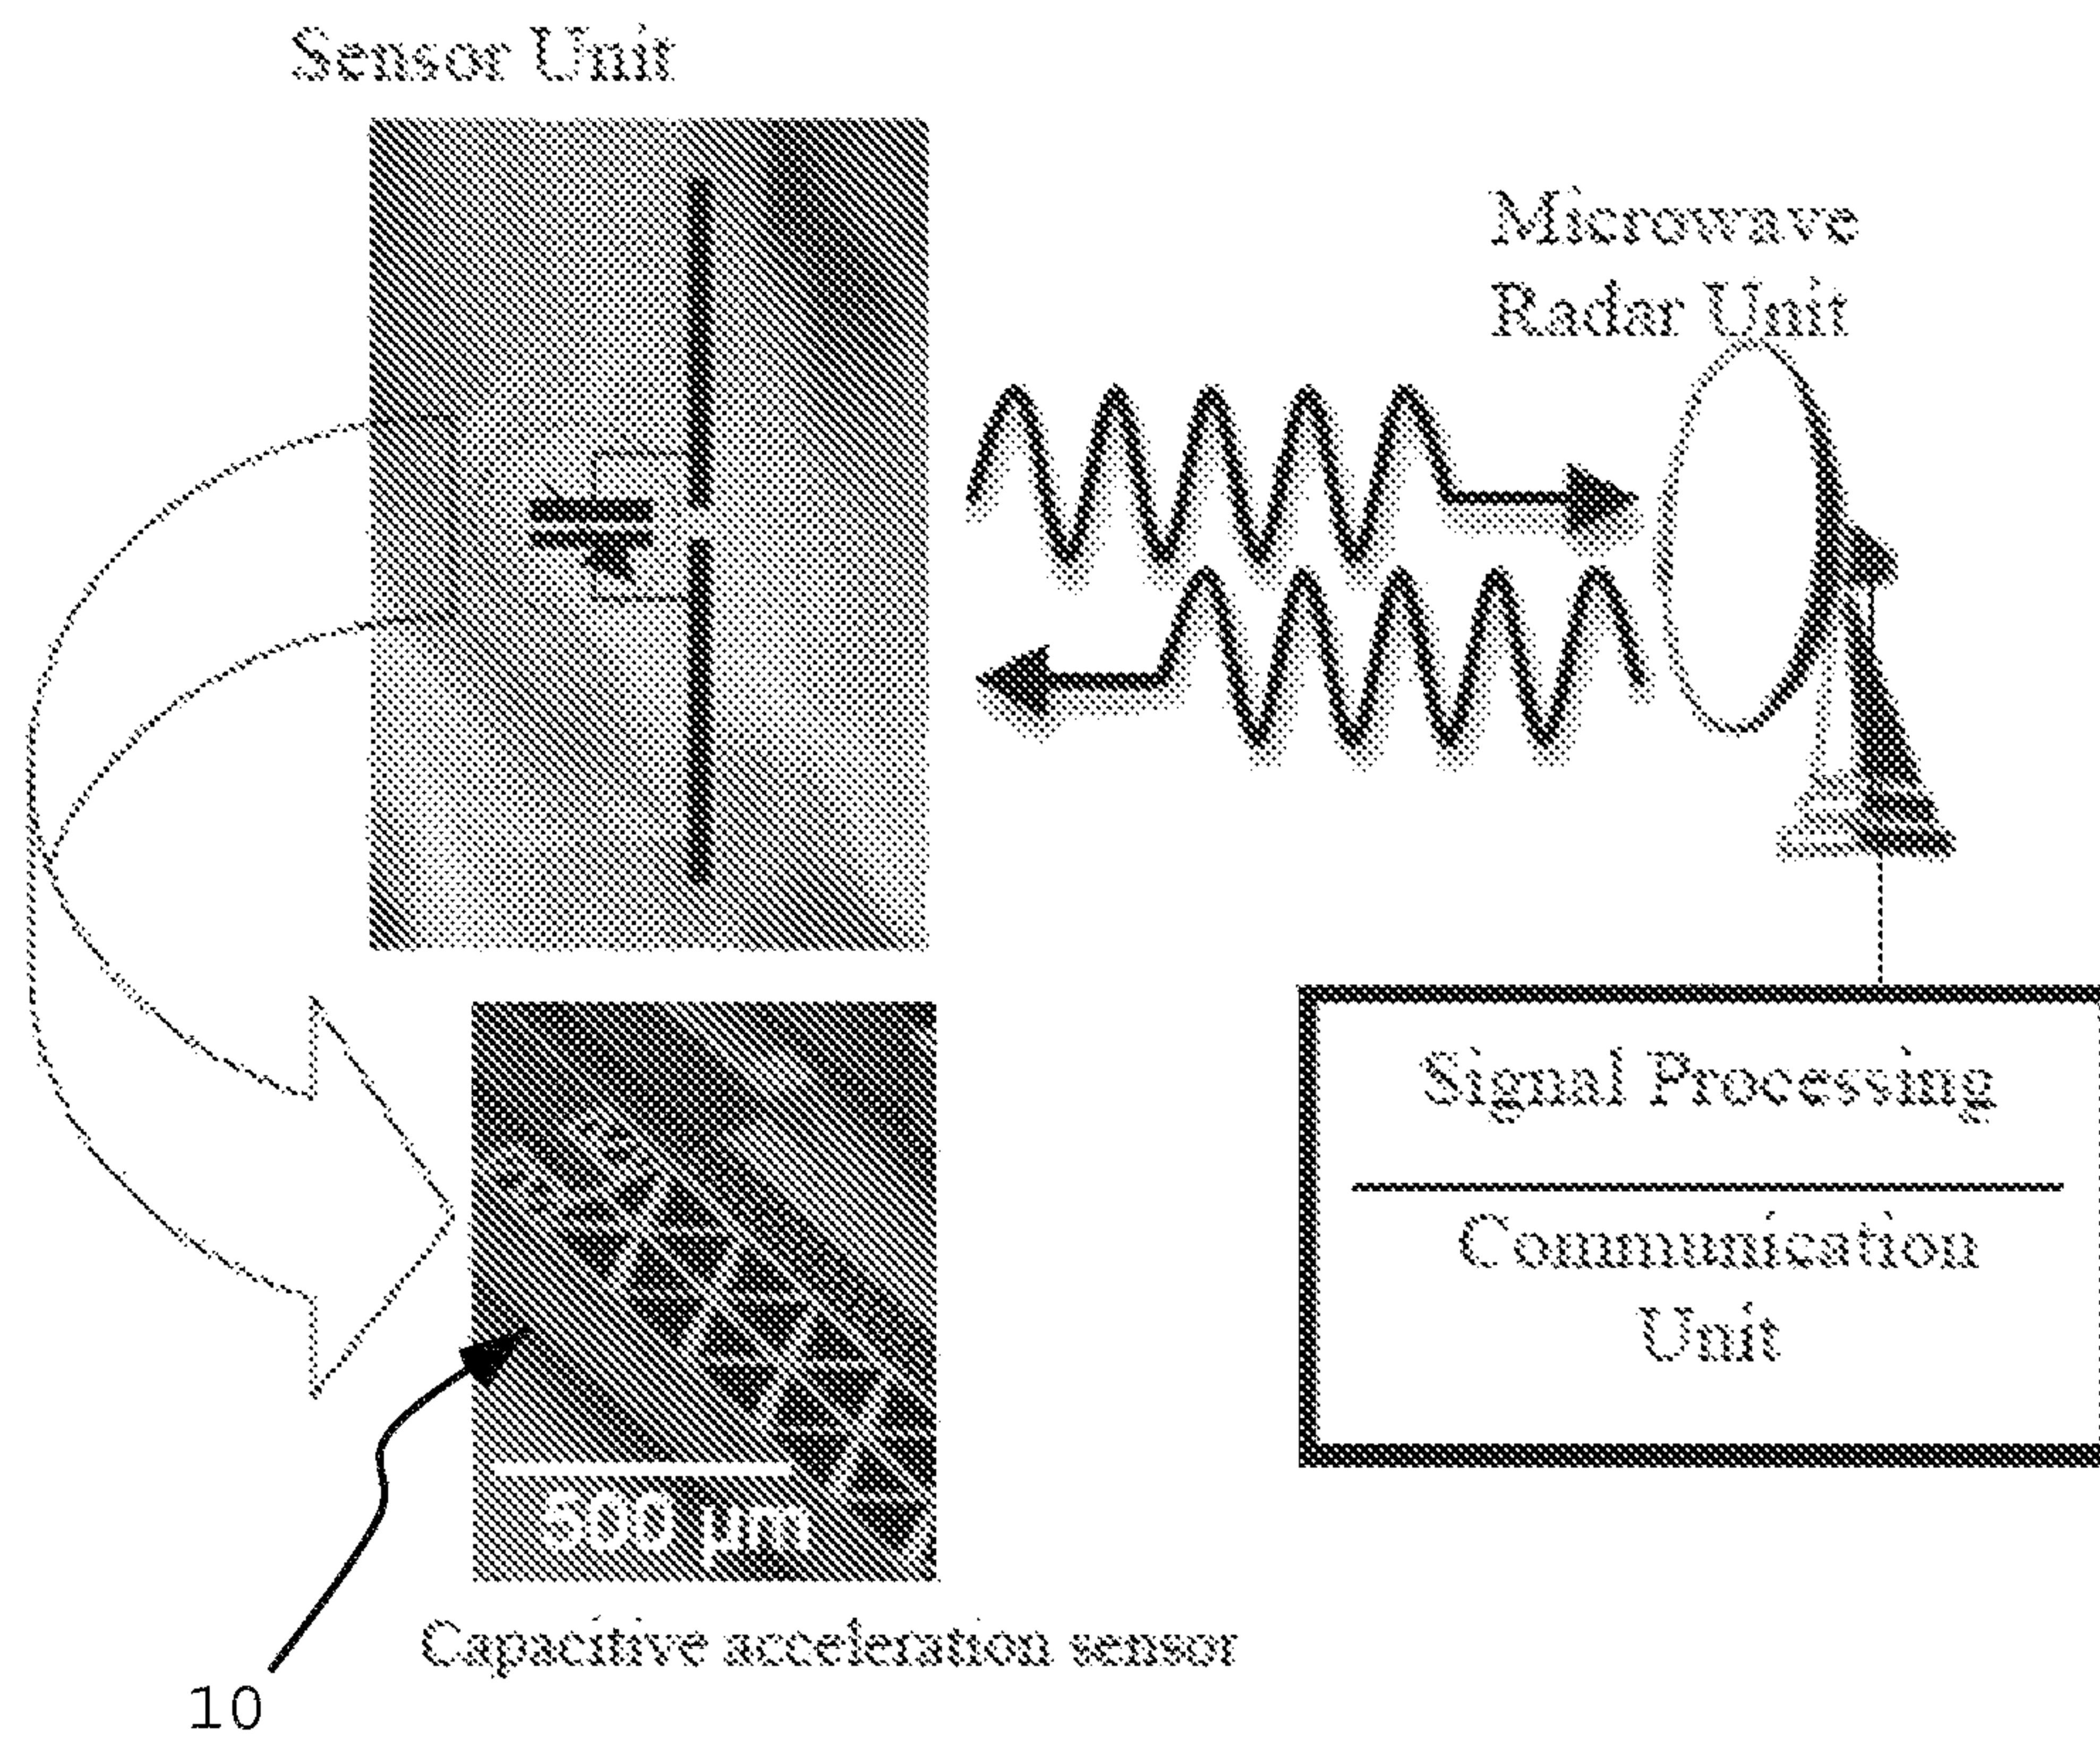 Sensor Unit
Microwave
Radar Unit
Signal Processing
Communication
Unit
500 µm
Capacitive acceleration sensor
10